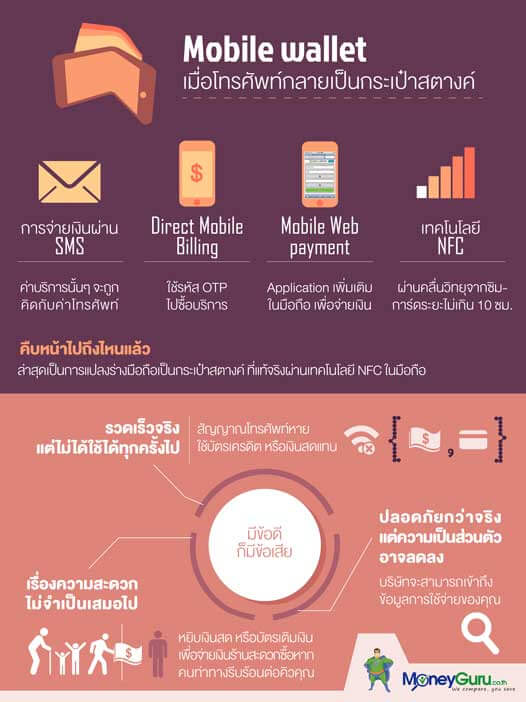 Mobile wallet
เมื่อโทรศัพท์กลายเป็นกระเป๋าสตางค์
$
การจ่ายเงินผ่าน
SMS
ค่าบริการนั้นๆ จะถูก
คิดกับค่าโทรศัพท์
Direct Mobile
Billing
ใช้รหัส OTP
ไปซื้อบริการ
Mobile Web
payment
Application เพิ่มเติม
ในมือถือ เพื่อจ่ายเงิน
เทคโนโลยี
NFC
ผ่านคลื่นวิทยุจากซิม-
การ์ดระยะไม่เกิน 10 ซม.
คืบหน้าไปถึงไหนแล้ว
ล่าสุดเป็นการแปลงร่างมือถือเป็นกระเป๋าสตางค์ ที่แท้จริงผ่านเทคโนโลยี NFC ในมือถือ
รวดเร็วจริง
แต่ไม่ได้ใช้ได้ทุกครั้งไป
สัญญาณโทรศัพท์หาย
ใช้บัตรเครดิต หรือเงินสดแทน
$
,
มีข้อดี
ก็มีข้อเสีย
ปลอดภัยกว่าจริง
แต่ความเป็นส่วนตัว
อาจลดลง
บริษัทจะสามารถเข้าถึง
ข้อมูลการใช้จ่ายของคุณ
เรื่องความสะดวก
ไม่จำเป็นเสมอไป
$
หยิบเงินสด หรือบัตรเติมเงิน
เพื่อจ่ายเงินร้านสะดวกซื้อหาก
คนท่าทางรีบร้อนต่อคิวคุณ
MoneyGuru.co.th
We compare, you save